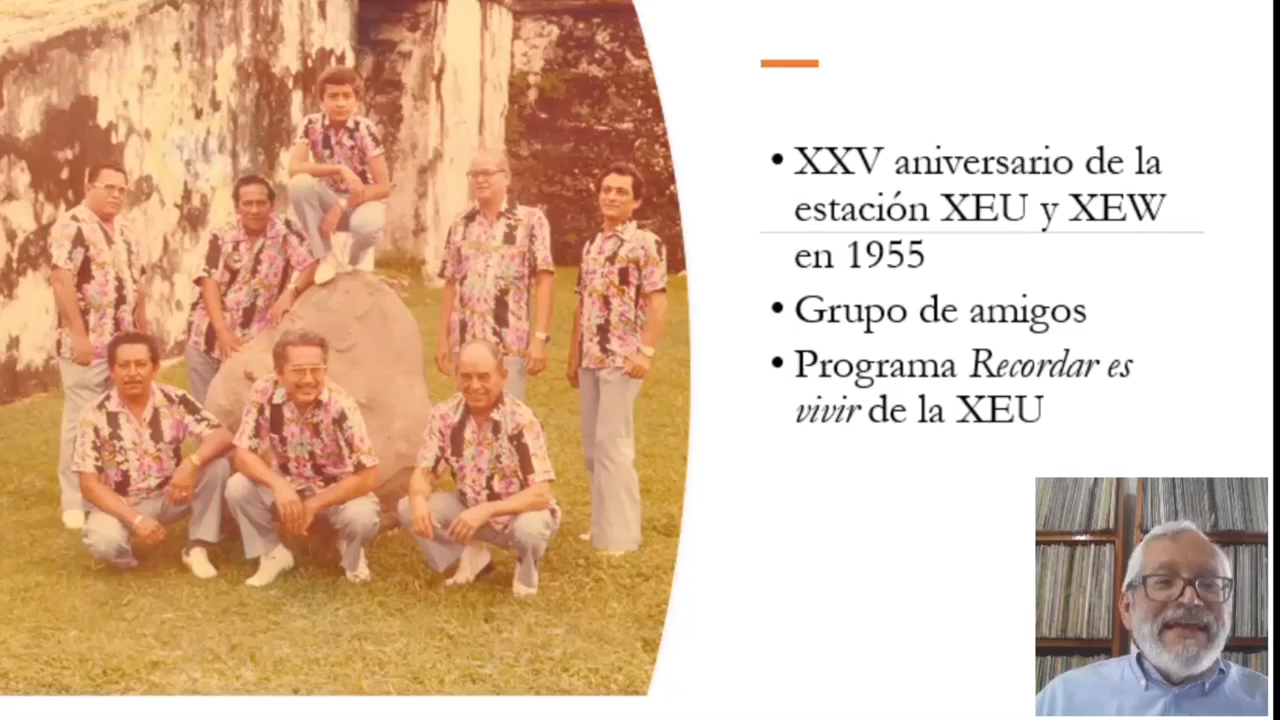 • XXV aniversario de la
estación XEU y XEW
en 1955
• Grupo de amigos
• Programa Recordar es
vivir de la XEU